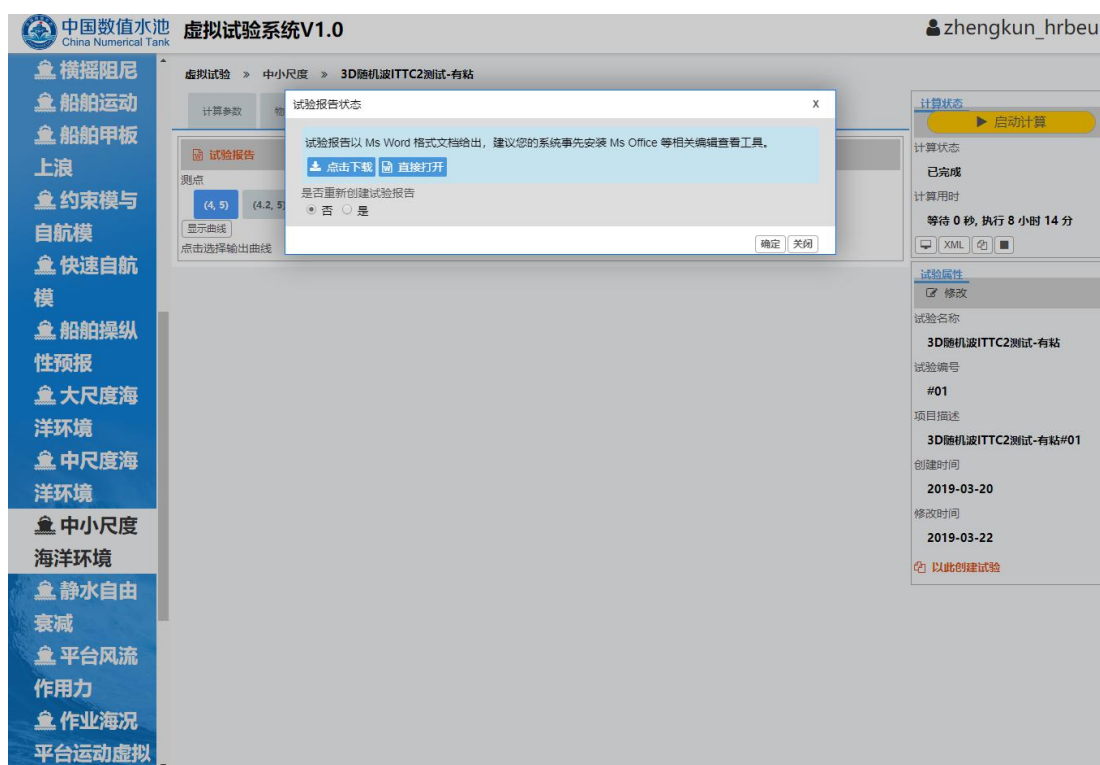 中国数值水池
China Numerical Tank
虚拟试验系统V1.0
zhengkun_hrbeu
横摇阻尼
船舶运动
船舶甲板
上浪
约束模与
自航模
快速自航
模
船舶操纵
性预报
大尺度海
洋环境
中尺度海
洋环境
中小尺度
海洋环境
静水自由
衰减
平台风流
作用力
作业海况
平台运动虚拟
虚拟试验 » 中小尺度 » 3D随机波ITTC2测试-有粘
计算参数 物
试验报告
测点
(4, 5) (4.2, 5)
显示曲线
点击选择输出曲线
试验报告状态 X
试验报告以 Ms Word 格式文档给出，建议您的系统事先安装 Ms Office 等相关编辑查看工具。
点击下载 直接打开
是否重新创建试验报告
否 是
确定 关闭
计算状态
启动计算
计算状态
已完成
计算用时
等待 0 秒, 执行 8 小时 14 分
XML
试验属性
修改
试验名称
3D随机波ITTC2测试-有粘
试验编号
#01
项目描述
3D随机波ITTC2测试-有粘#01
创建时间
2019-03-20
修改时间
2019-03-22
以此创建试验